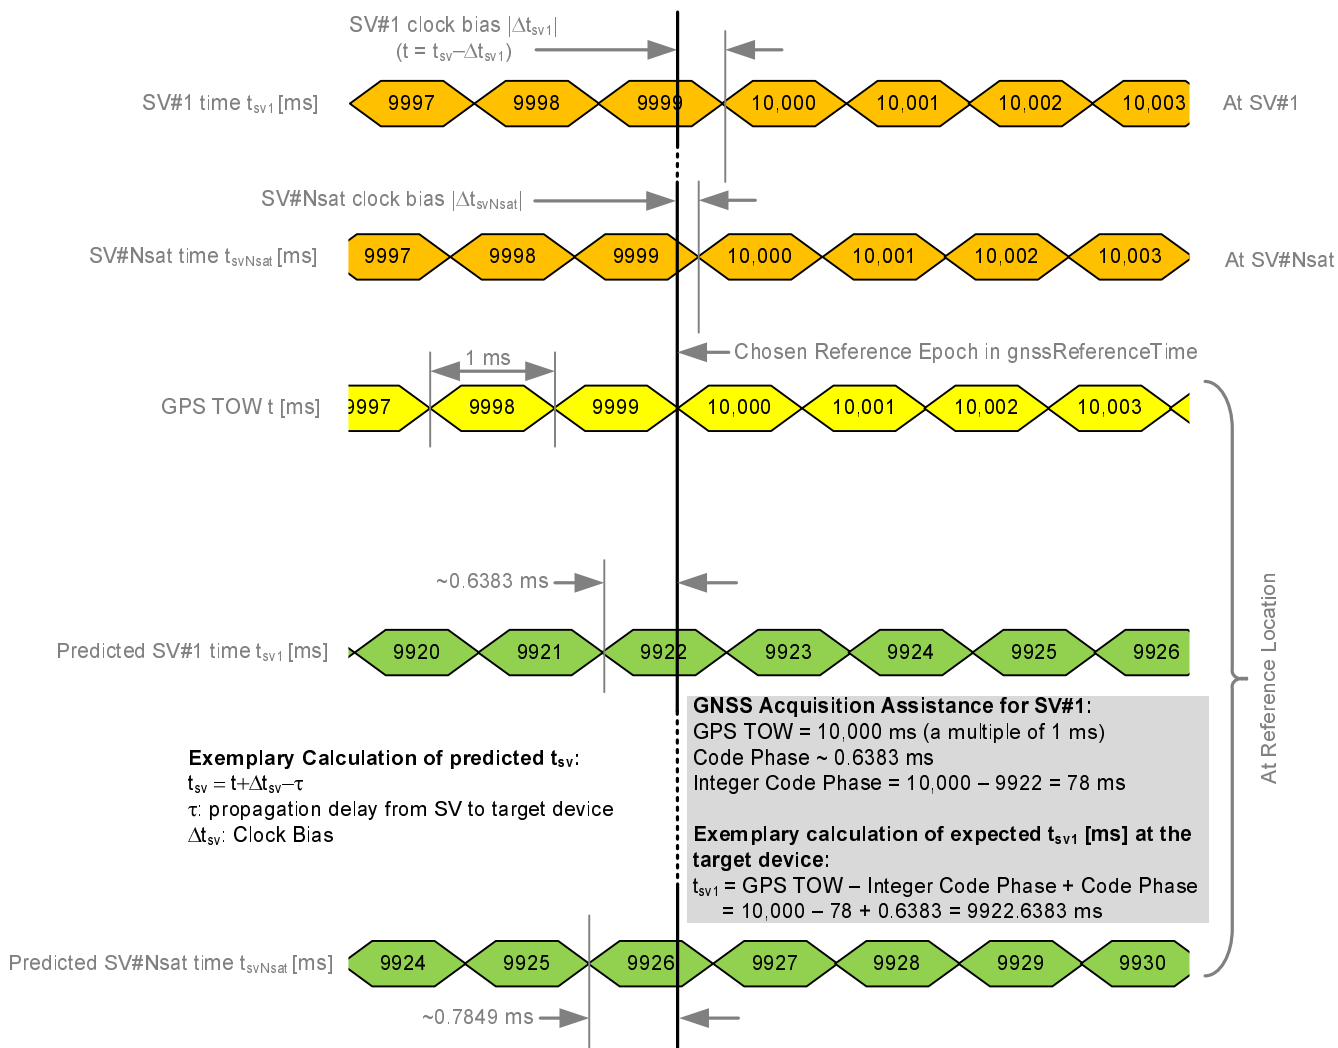 SV#1 clock bias |Δtsv1|
(t = tsv–Δtsv1)
SV#1 time tsv1 [ms]
9997 9998 9999 10,000 10,001 10,002 10,003
At SV#1
SV#Nsat clock bias |ΔtsvNsat|
SV#Nsat time tsvNsat [ms]
9997 9998 9999 10,000 10,001 10,002 10,003
At SV#Nsat
Chosen Reference Epoch in gnssReferenceTime
1 ms
GPS TOW t [ms]
9997 9998 9999 10,000 10,001 10,002 10,003
~0.6383 ms
Predicted SV#1 time tsv1 [ms]
9920 9921 9922 9923 9924 9925 9926
At Reference Location
GNSS Acquisition Assistance for SV#1:
GPS TOW = 10,000 ms (a multiple of 1 ms)
Code Phase ~ 0.6383 ms
Integer Code Phase = 10,000 – 9922 = 78 ms
Exemplary calculation of expected tsv1 [ms] at the
target device:
tsv1 = GPS TOW – Integer Code Phase + Code Phase
= 10,000 – 78 + 0.6383 = 9922.6383 ms
Exemplary Calculation of predicted tsv:
tsv = t+Δtsv–τ
τ: propagation delay from SV to target device
Δtsv: Clock Bias
Predicted SV#Nsat time tsvNsat [ms]
9924 9925 9926 9927 9928 9929 9930
~0.7849 ms